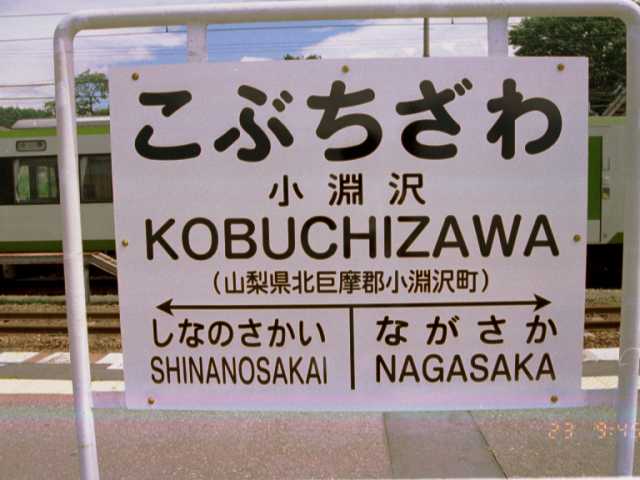 こぶちざわ
小淵沢
KOBUCHIZAWA
(山梨県北巨摩郡小淵沢町)
しなのさかい ながさか
SHINANOSAKAI NAGASAKA
23 9:45